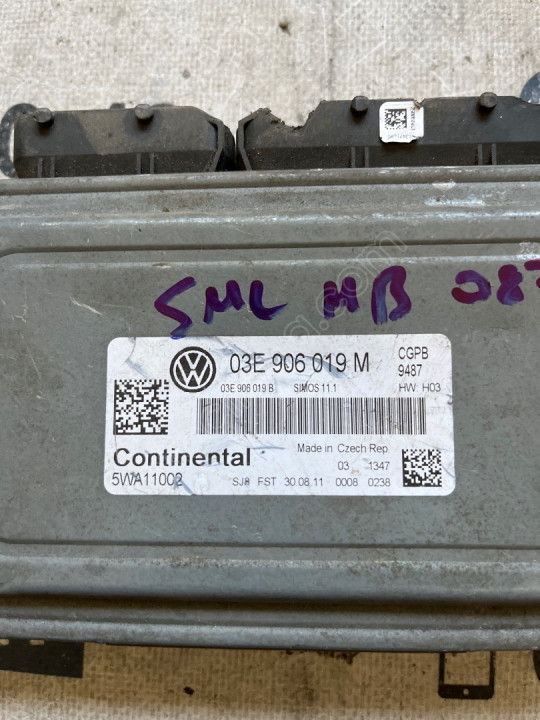 SML HB 087
03E 906 019 M
CGPB
9487
03E 906 019 B SIMOS 11.1 HW: H03
Continental
5WA11002
Made in Czech Rep.
03 1347
SJ8 FST 30.08.11 0008 0238